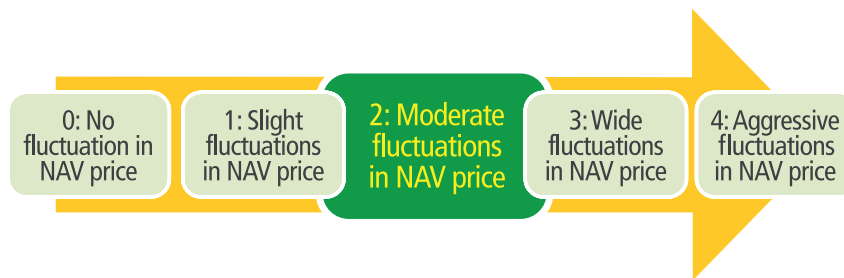 0: No
fluctuation in
NAV price
1: Slight
fluctuations
in NAV price
2: Moderate
fluctuations
in NAV price
3: Wide
fluctuations
in NAV price
4: Aggressive
fluctuations
in NAV price